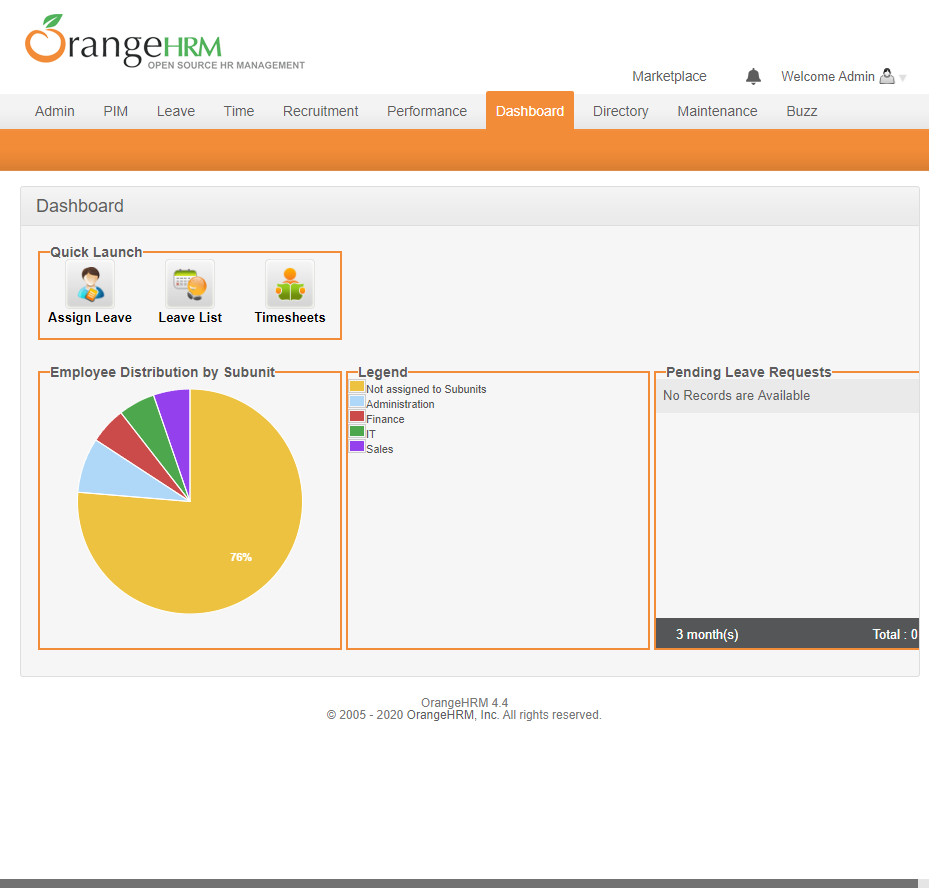 OrangeHRM
OPEN SOURCE HR MANAGEMENT
Marketplace Welcome Admin
Admin PIM Leave Time Recruitment Performance Dashboard Directory Maintenance Buzz
Dashboard
Quick Launch
Assign Leave Leave List Timesheets
Employee Distribution by Subunit
76%
Legend
Not assigned to Subunits
Administration
Finance
IT
Sales
Pending Leave Requests
No Records are Available
3 month(s) Total : 0
OrangeHRM 4.4
© 2005 - 2020 OrangeHRM, Inc. All rights reserved.